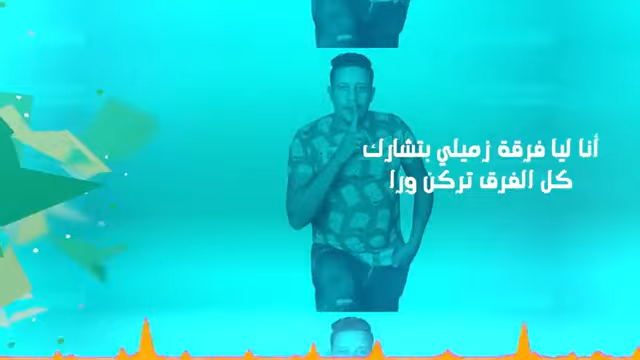 أنا ليا فرقة زميلي بتشارك
كل الفرق تركن ورا